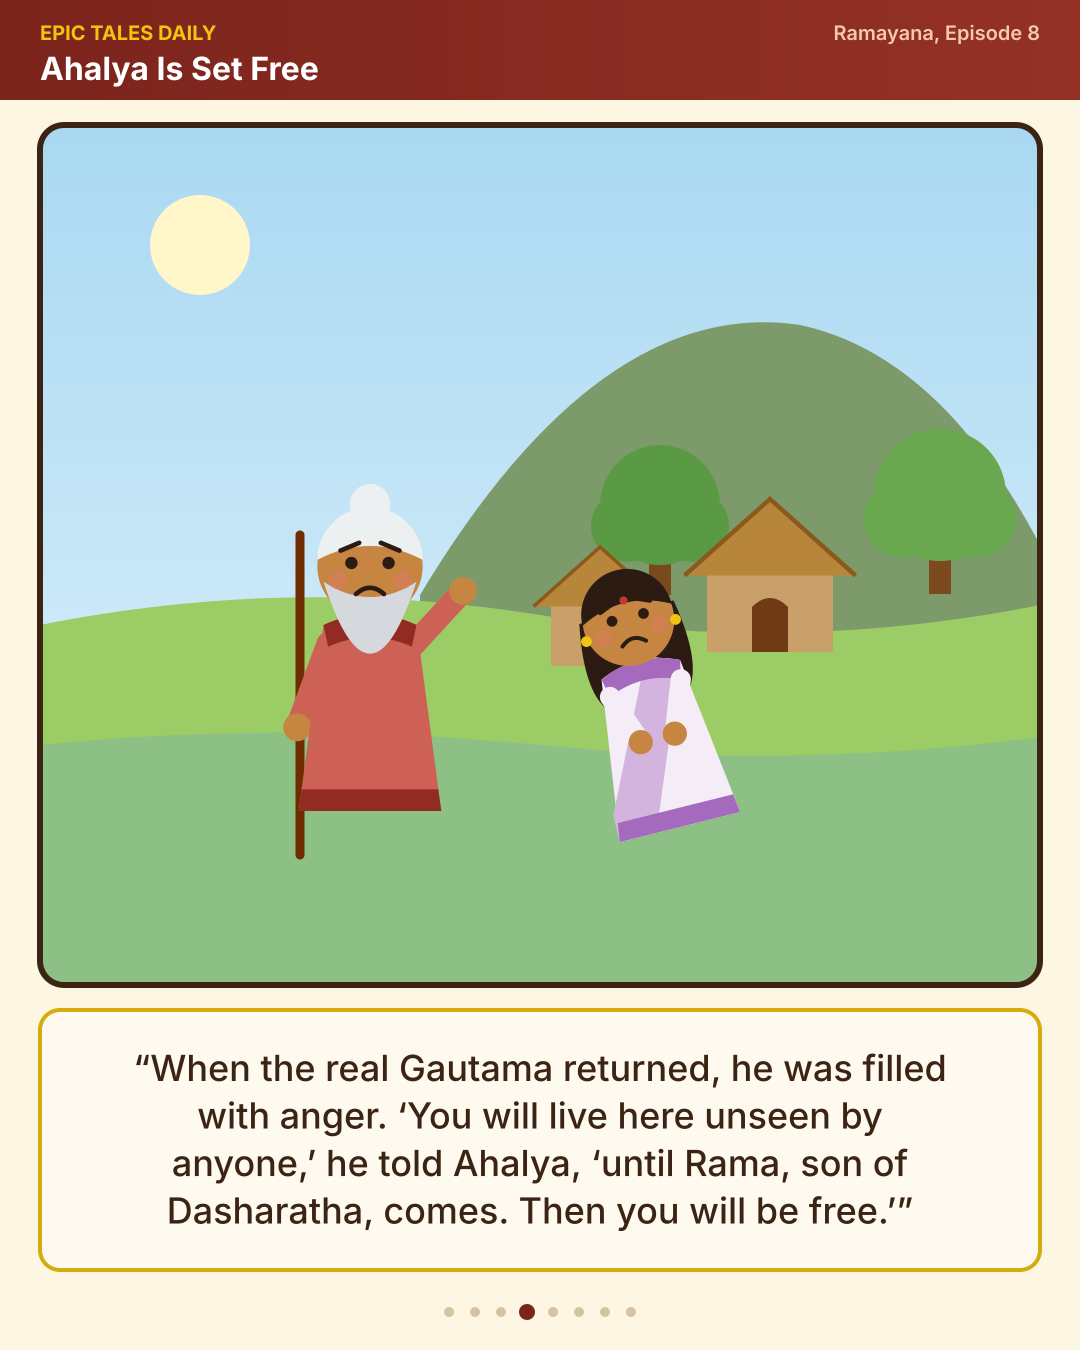 EPIC TALES DAILY
Ramayana, Episode 8
Ahalya Is Set Free
“When the real Gautama returned, he was filled
with anger. ‘You will live here unseen by
anyone,’ he told Ahalya, ‘until Rama, son of
Dasharatha, comes. Then you will be free.’”